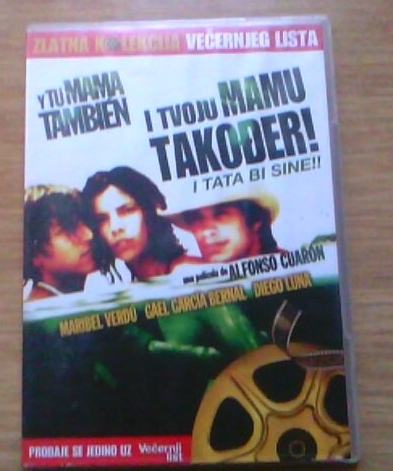 ZLATNA KOLEKCIJA VEČERNJEG LISTA
Y TU MAMA
TAMBIEN
I TVOJU MAMU
TAKOĐER!
I TATA BI SINE!!
una película de ALFONSO CUARÓN
MARIBEL VERDÚ GAEL GARCÍA BERNAL DIEGO LUNA
PRODAJE SE JEDINO UZ Večernji
list